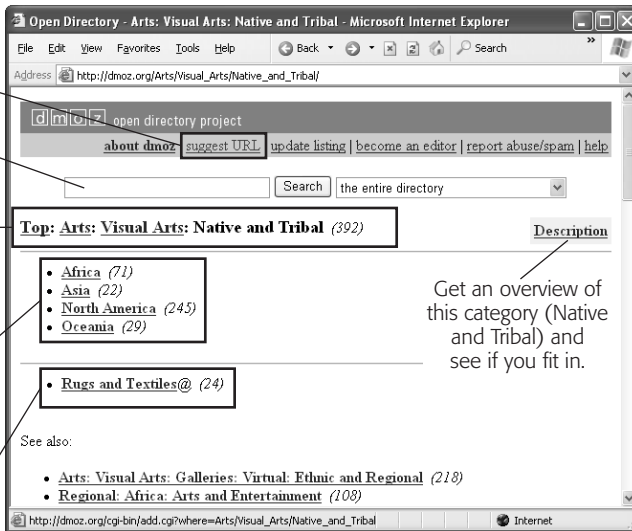 Open Directory - Arts: Visual Arts: Native and Tribal - Microsoft Internet Explorer
File Edit View Favorites Tools Help Back Search »
Address http://dmoz.org/Arts/Visual_Arts/Native_and_Tribal/
dmoz open directory project
about dmoz | suggest URL | update listing | become an editor | report abuse/spam | help
Search the entire directory
Top: Arts: Visual Arts: Native and Tribal (392)
Description
• Africa (71)
• Asia (22)
• North America (245)
• Oceania (29)
Get an overview of
this category (Native
and Tribal) and
see if you fit in.
• Rugs and Textiles@ (24)
See also:
• Arts: Visual Arts: Galleries: Virtual: Ethnic and Regional (218)
• Regional: Africa: Arts and Entertainment (108)
http://dmoz.org/cgi-bin/add.cgi?where=Arts/Visual_Arts/Native_and_Tribal Internet